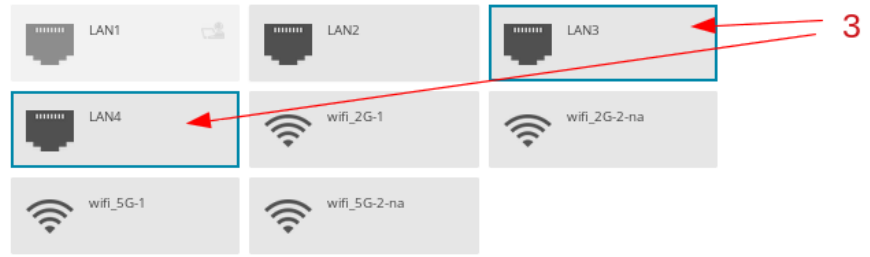 LAN1
LAN2
LAN3
3
LAN4
wifi_2G-1
wifi_2G-2-na
wifi_5G-1
wifi_5G-2-na